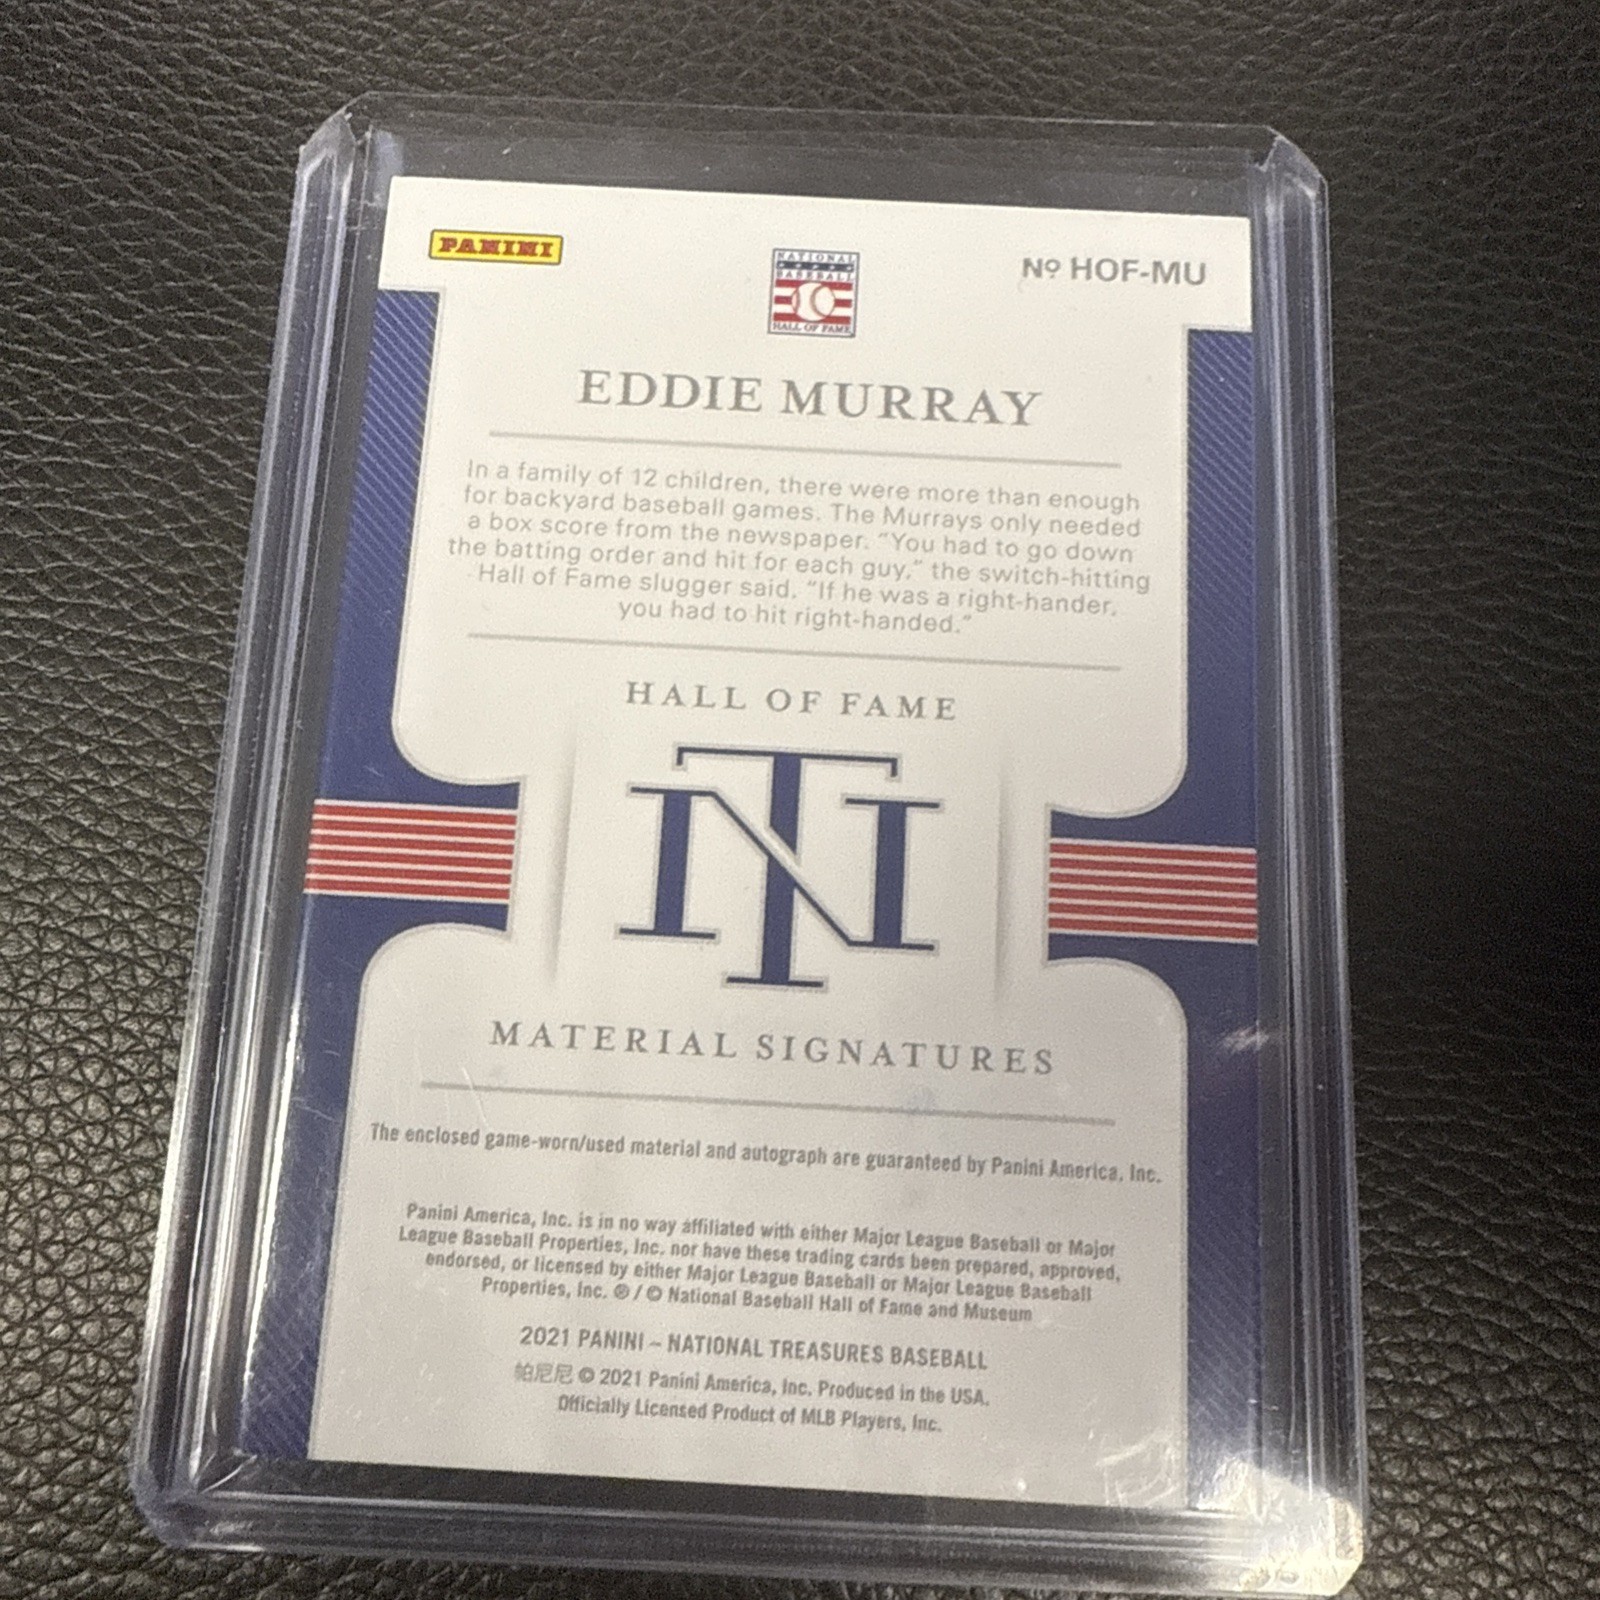 PANINI
NATIONAL
BASEBALL
HALL OF FAME
Nº HOF-MU
EDDIE MURRAY
In a family of 12 children, there were more than enough
for backyard baseball games. The Murrays only needed
a box score from the newspaper. “You had to go down
the batting order and hit for each guy,” the switch-hitting
Hall of Fame slugger said. “If he was a right-hander,
you had to hit right-handed.”
HALL OF FAME
NT
MATERIAL SIGNATURES
The enclosed game-worn/used material and autograph are guaranteed by Panini America, Inc.
Panini America, Inc. is in no way affiliated with either Major League Baseball or Major
League Baseball Properties, Inc. nor have these trading cards been prepared, approved,
endorsed, or licensed by either Major League Baseball or Major League Baseball
Properties, Inc. ® / © National Baseball Hall of Fame and Museum
2021 PANINI – NATIONAL TREASURES BASEBALL
帕尼尼 © 2021 Panini America, Inc. Produced in the USA.
Officially Licensed Product of MLB Players, Inc.